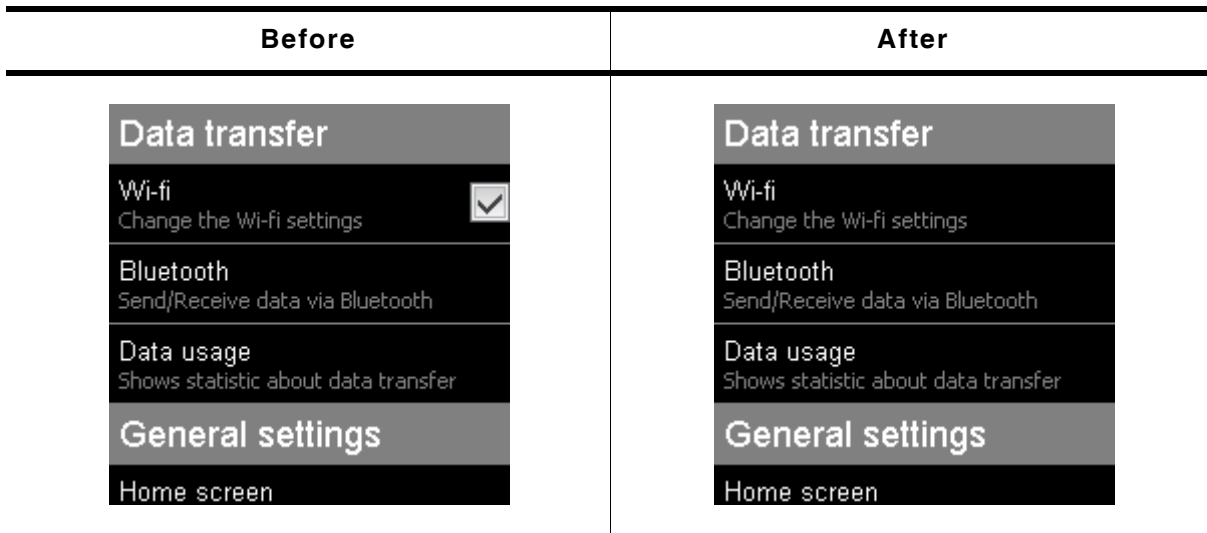 Before
After
Data transfer
Wi-fi
Change the Wi-fi settings
Bluetooth
Send/Receive data via Bluetooth
Data usage
Shows statistic about data transfer
General settings
Home screen
Data transfer
Wi-fi
Change the Wi-fi settings
Bluetooth
Send/Receive data via Bluetooth
Data usage
Shows statistic about data transfer
General settings
Home screen